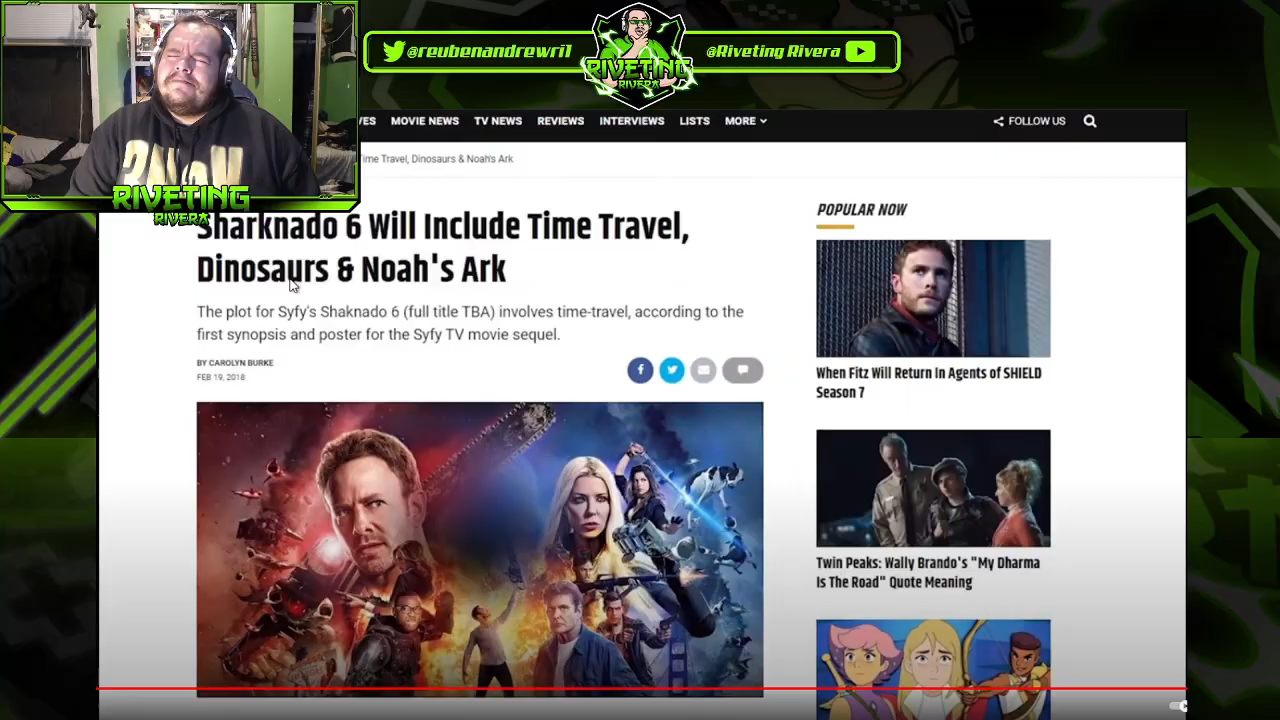 @reubenandrewri1
@Riveting Rivera
RIVETING
RIVERA
RIVETING
RIVERA
VES
MOVIE NEWS
TV NEWS
REVIEWS
INTERVIEWS
LISTS
MORE
FOLLOW US
ime Travel, Dinosaurs & Noah's Ark
Sharknado 6 Will Include Time Travel,
Dinosaurs & Noah's Ark
The plot for Syfy's Shaknado 6 (full title TBA) involves time-travel, according to the
first synopsis and poster for the Syfy TV movie sequel.
BY CAROLYN BURKE
FEB 19, 2018
POPULAR NOW
When Fitz Will Return In Agents of SHIELD
Season 7
Twin Peaks: Wally Brando's "My Dharma
Is The Road" Quote Meaning